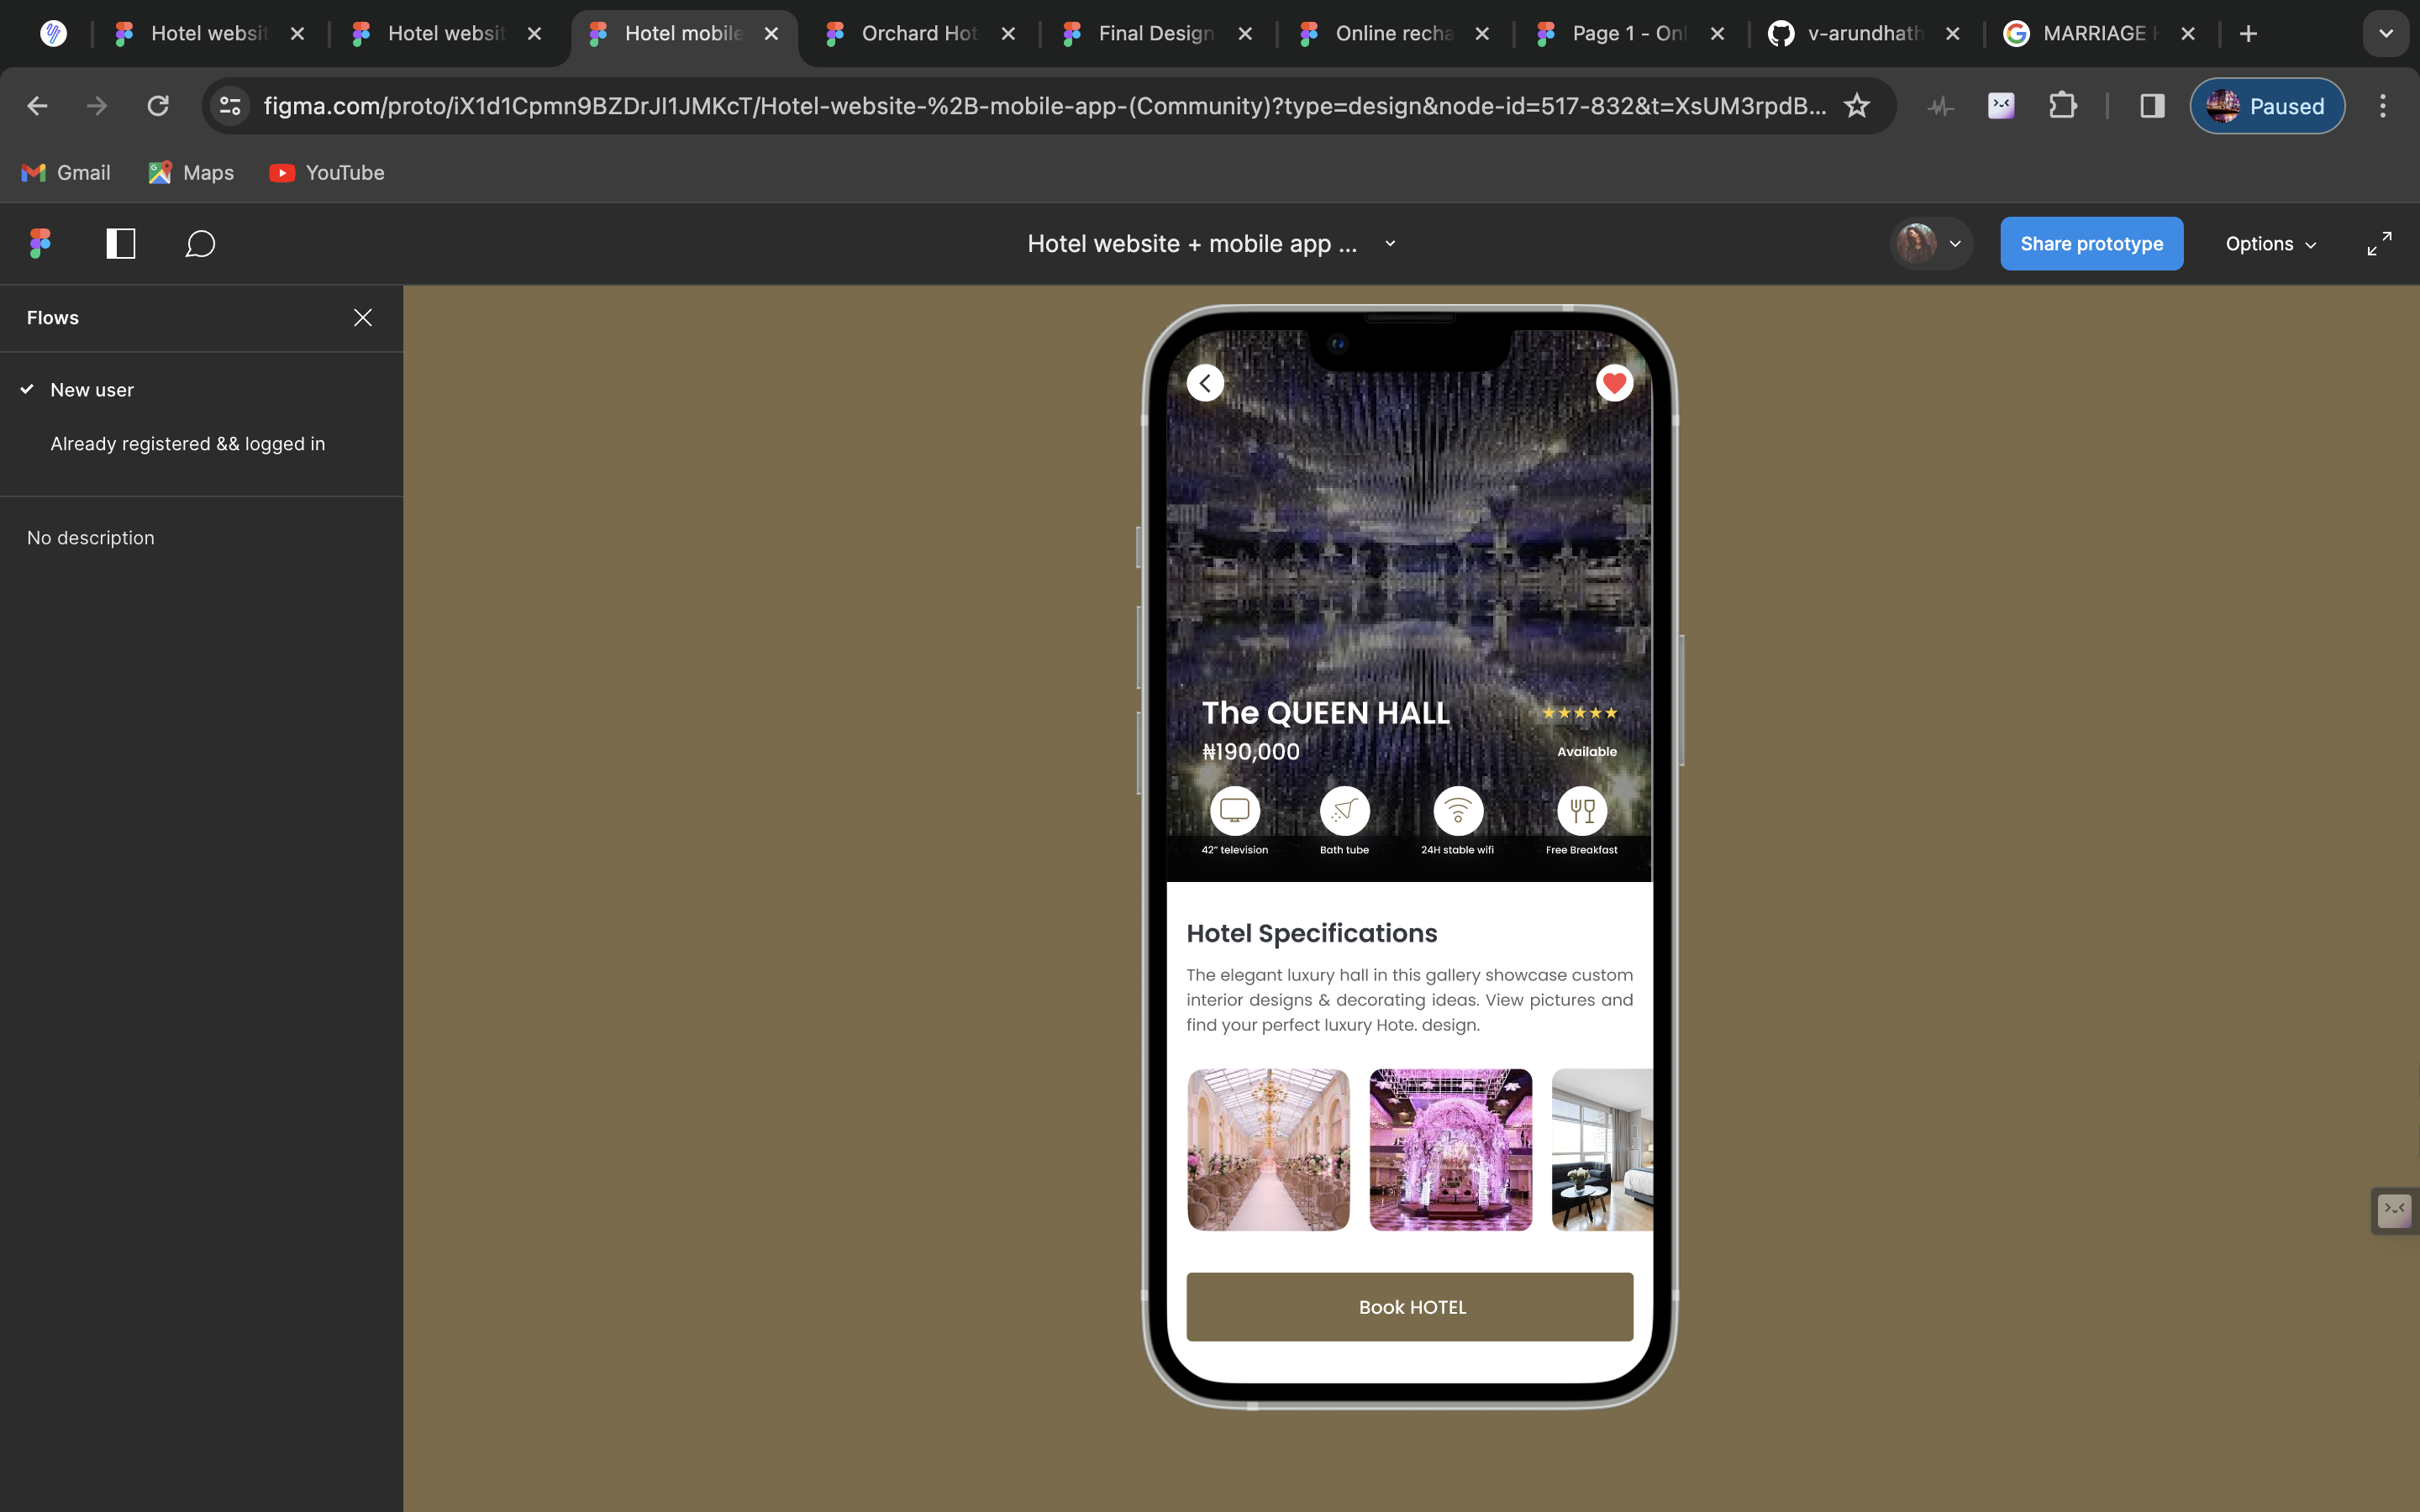 Hotel websit
Hotel websit
Hotel mobile
Orchard Hot
Final Design
Online recha
Page 1 - Onl
v-arundhath
MARRIAGE H
figma.com/proto/iX1d1Cpmn9BZDrJI1JMKcT/Hotel-website-%2B-mobile-app-(Community)?type=design&node-id=517-832&t=XsUM3rpdB...
Paused
Gmail
Maps
YouTube
Hotel website + mobile app ...
Share prototype
Options
Flows
New user
Already registered && logged in
No description
The QUEEN HALL
₦190,000
Available
42" television
Bath tube
24H stable wifi
Free Breakfast
Hotel Specifications
The elegant luxury hall in this gallery showcase custom
interior designs & decorating ideas. View pictures and
find your perfect luxury Hote. design.
Book HOTEL